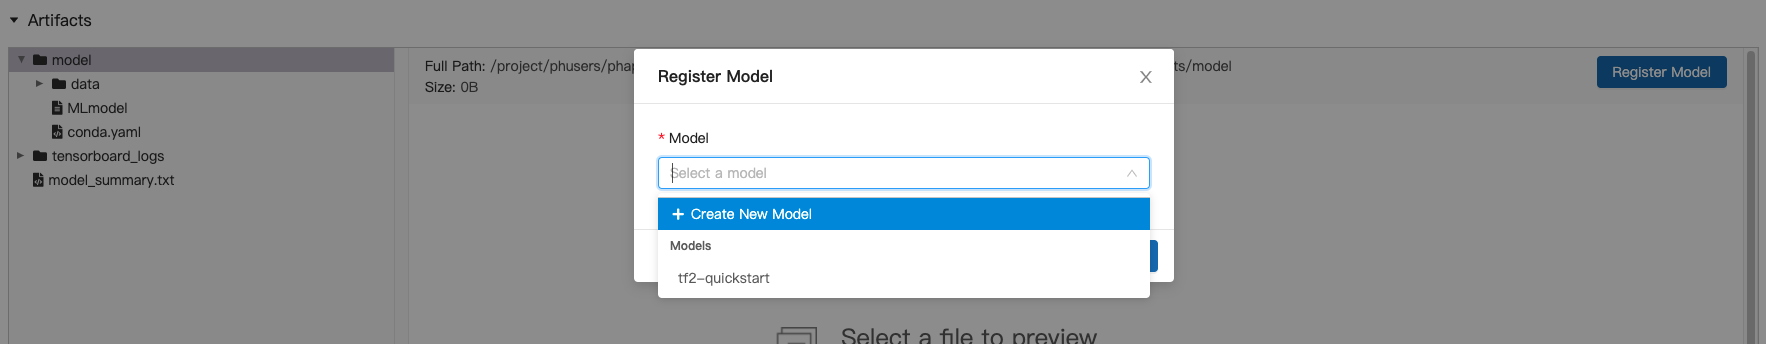 Artifacts
model
data
MLmodel
conda.yaml
tensorboard_logs
model_summary.txt
Full Path: /project/phusers/phap
ts/model
Size: 0B
Register Model
Register Model
* Model
Select a model
+ Create New Model
Models
tf2-quickstart
Select a file to preview